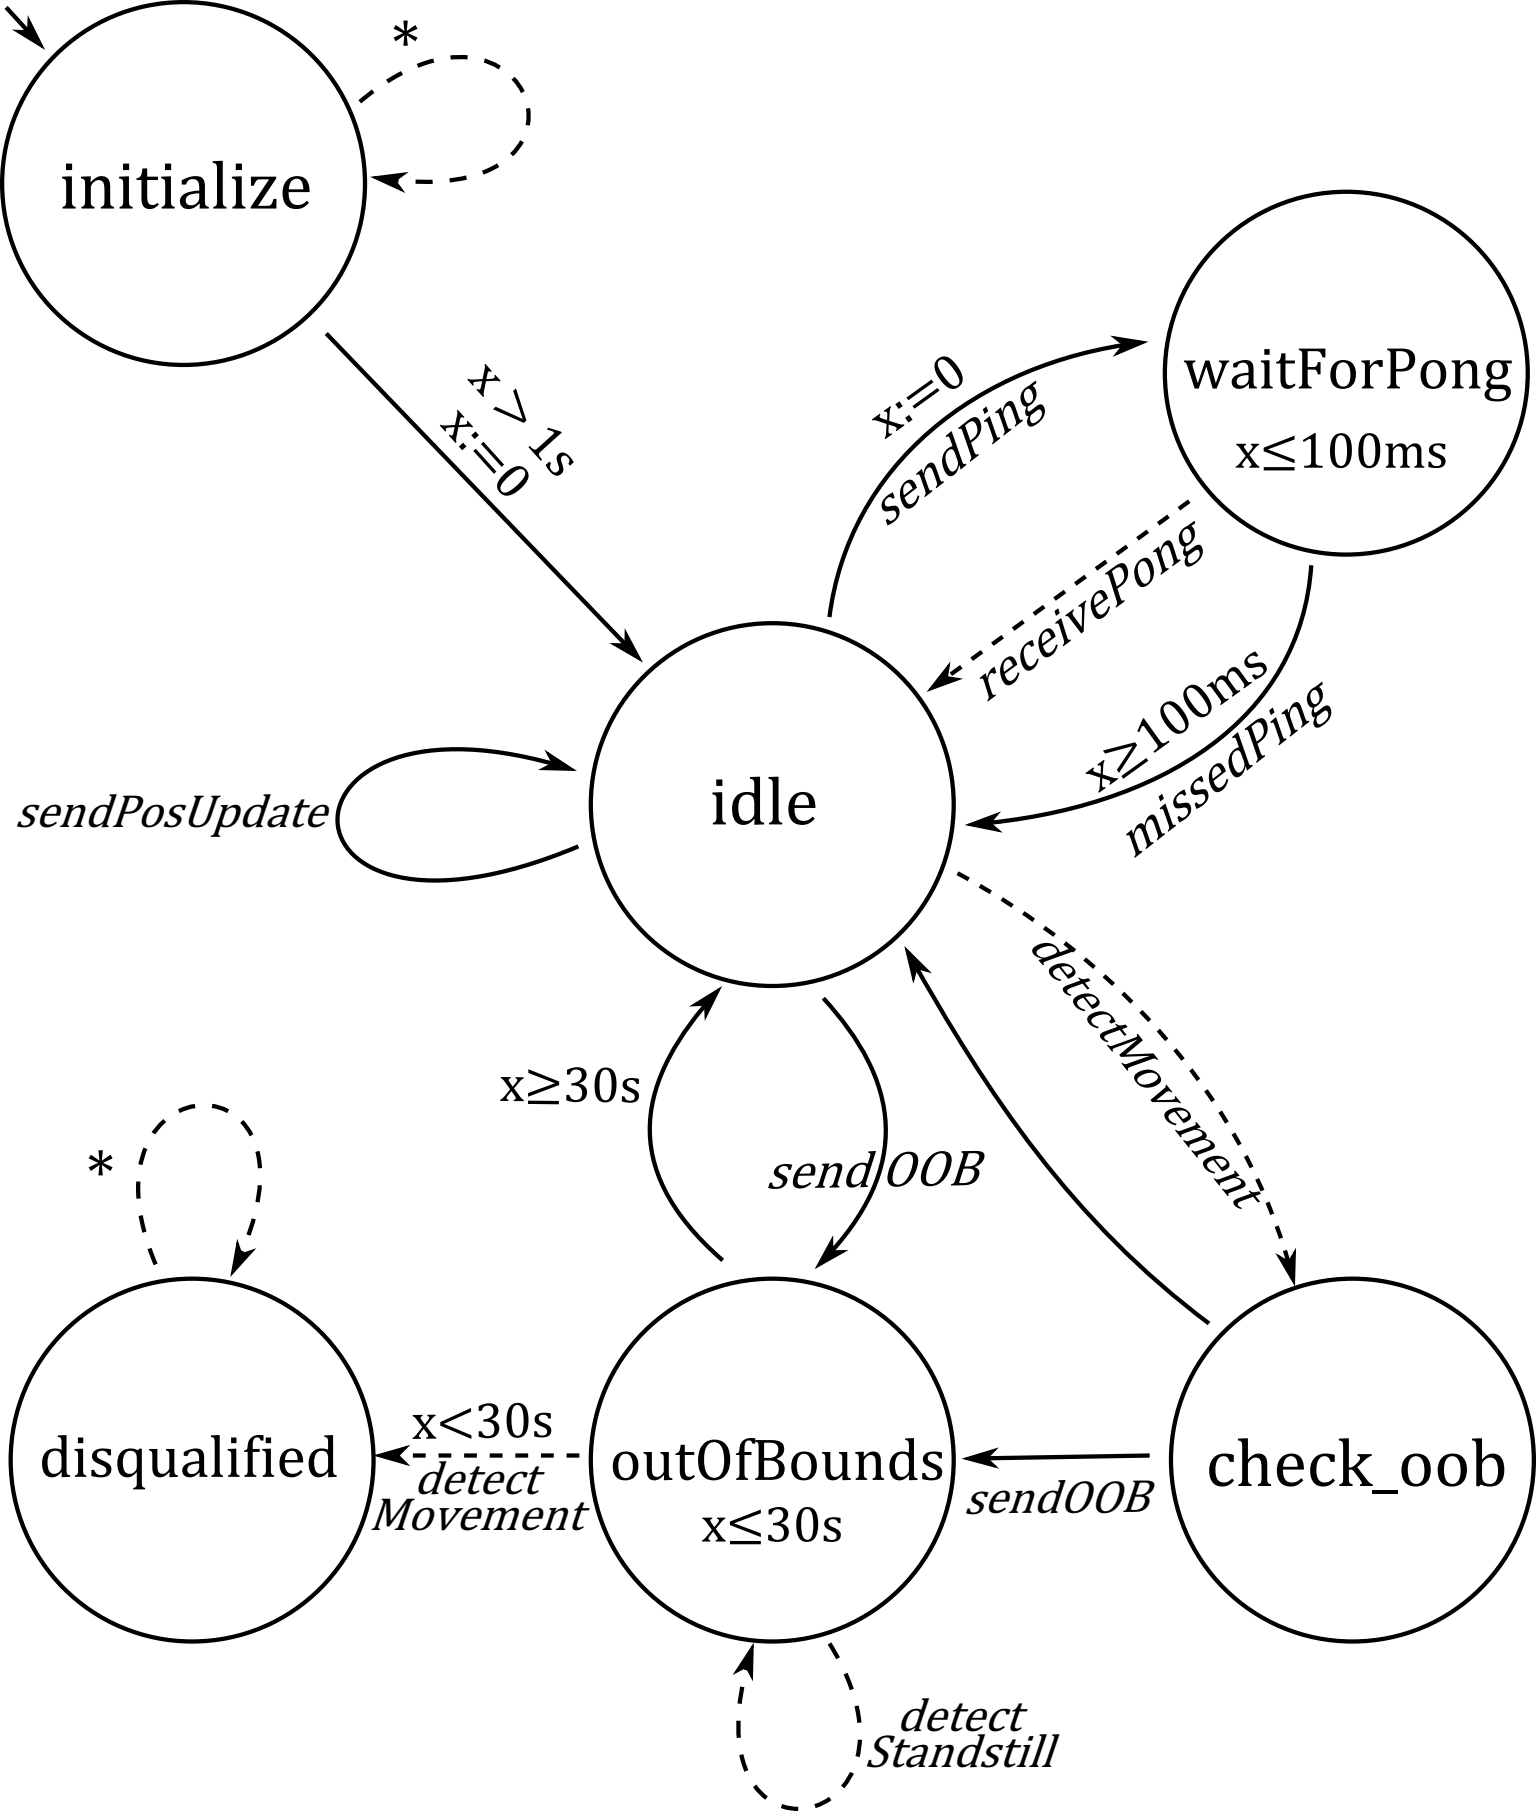 *
initialize
x > 1s
x:=0
x:=0
sendPing
waitForPong
x≤100ms
receivePong
x≥100ms
missedPing
sendPosUpdate
idle
detectMovement
x≥30s
sendOOB
*
disqualified
x<30s
detect
Movement
outOfBounds
x≤30s
sendOOB
check_oob
detect
Standstill